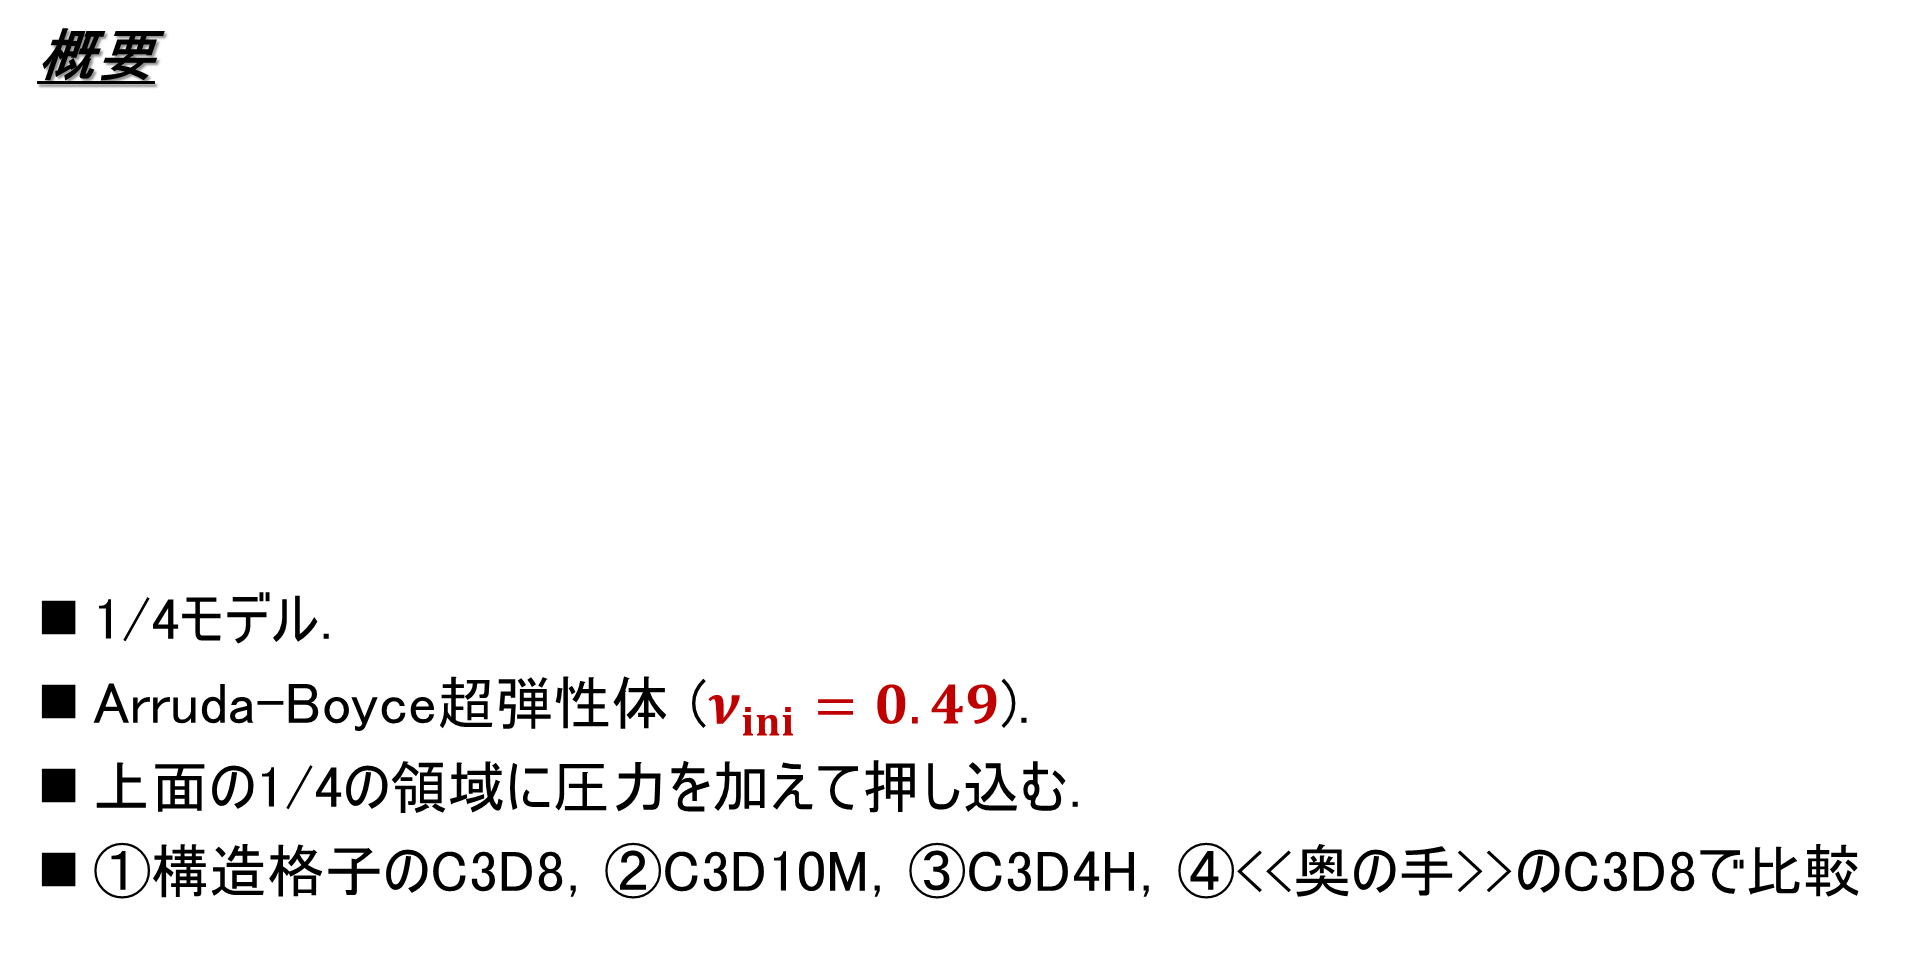 概要
■ 1/4モデル.
■ Arruda-Boyce超弾性体 (ν_ini = 0.49).
■ 上面の1/4の領域に圧力を加えて押し込む.
■ ①構造格子のC3D8, ②C3D10M, ③C3D4H, ④<<奥の手>>のC3D8で比較